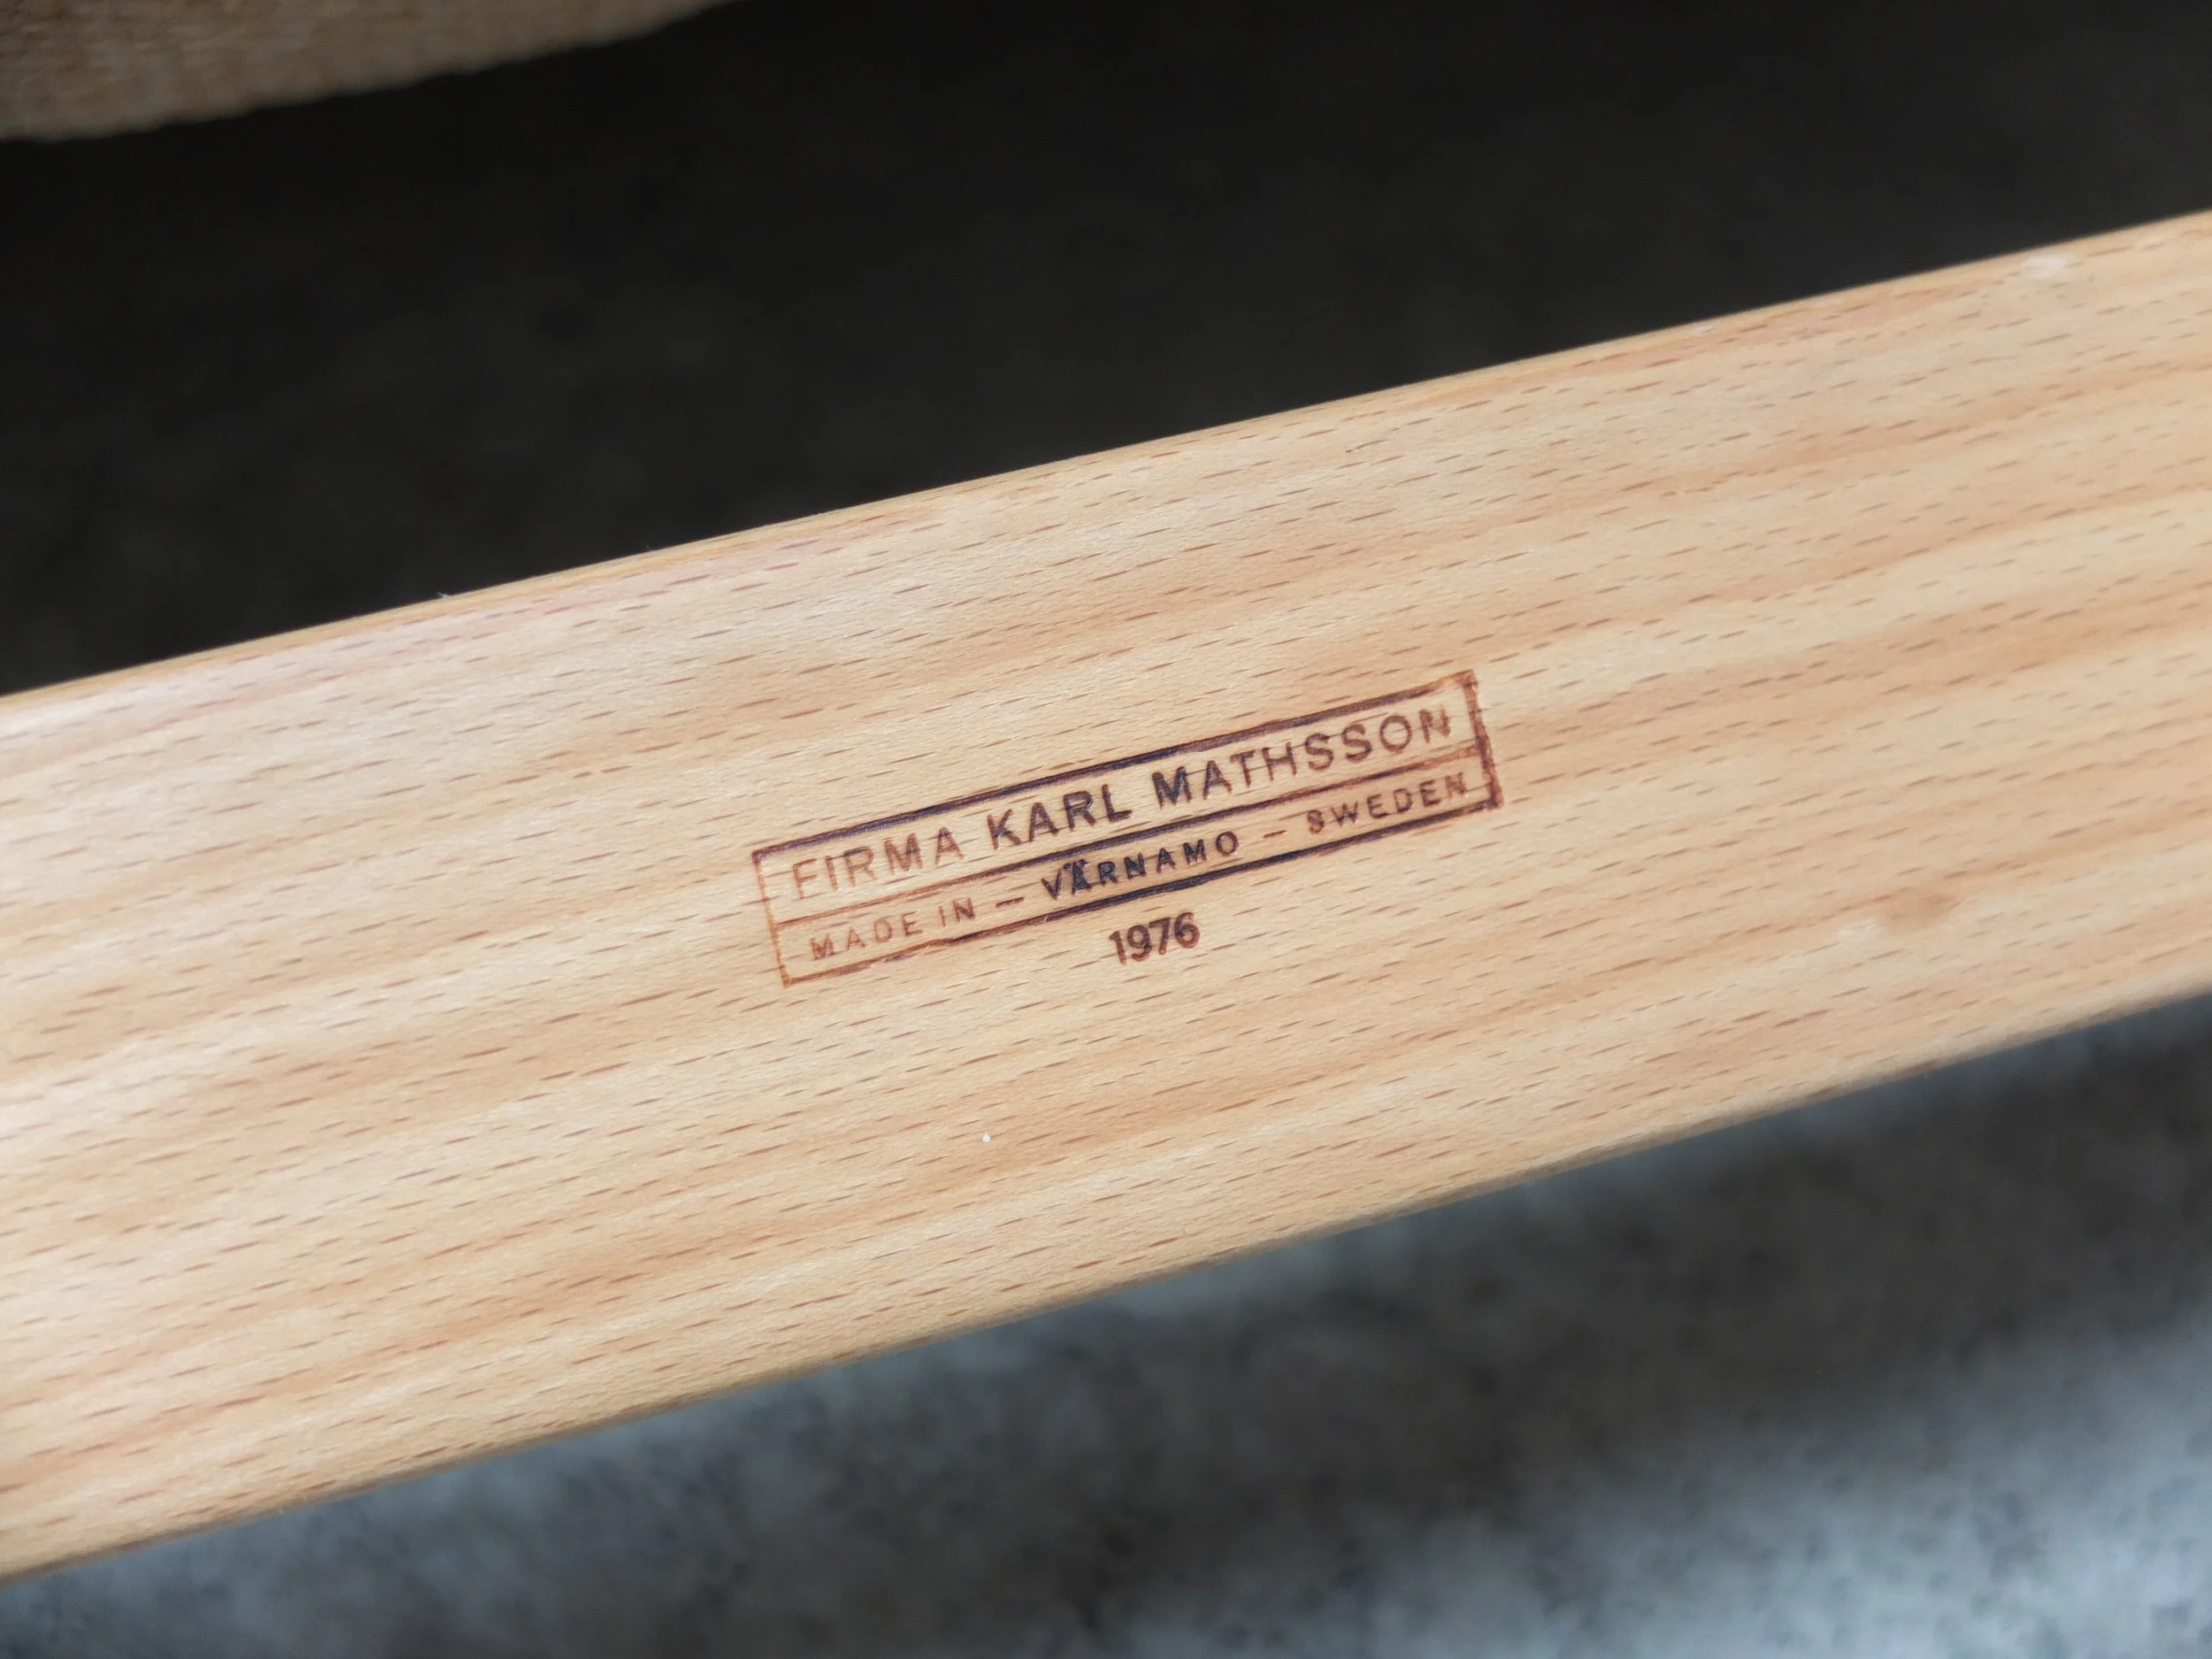 FIRMA KARL MATHSSON
MADE IN – VÄRNAMO – SWEDEN
1976